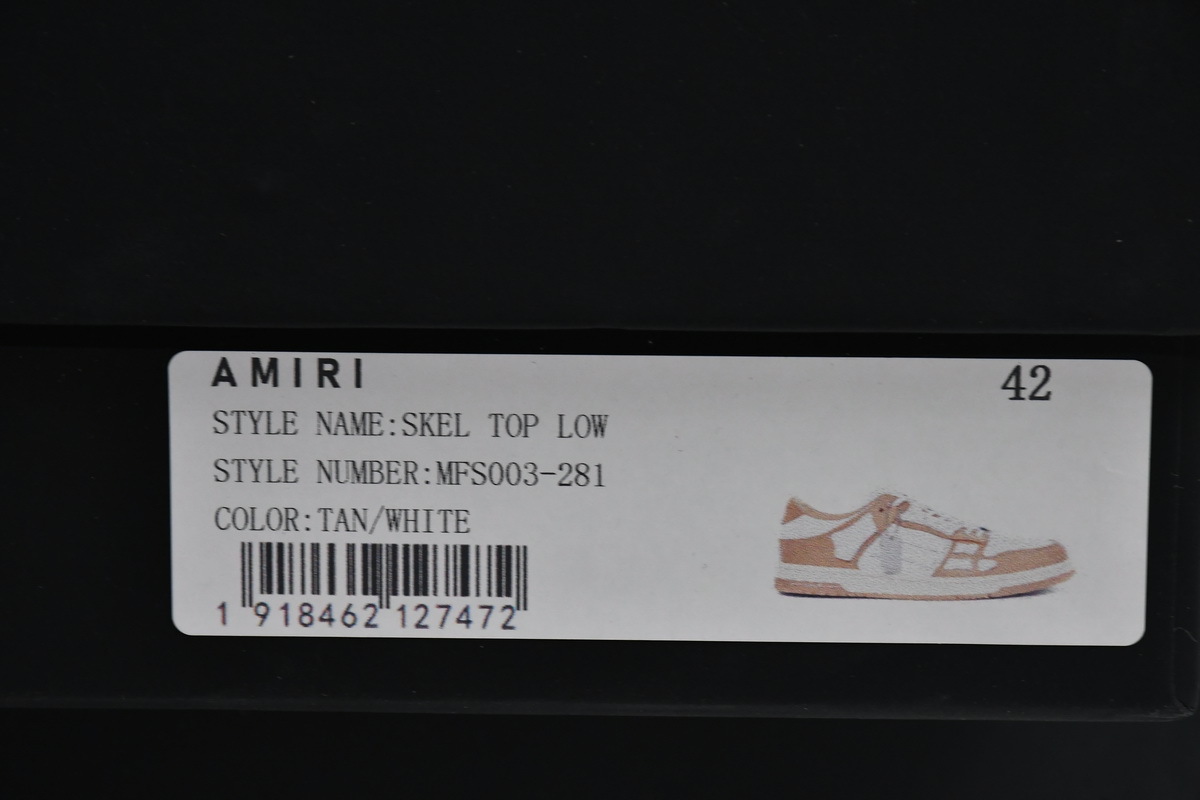 AMIRI
42
STYLE NAME:SKEL TOP LOW
STYLE NUMBER:MFS003-281
COLOR:TAN/WHITE
1 918462 127472